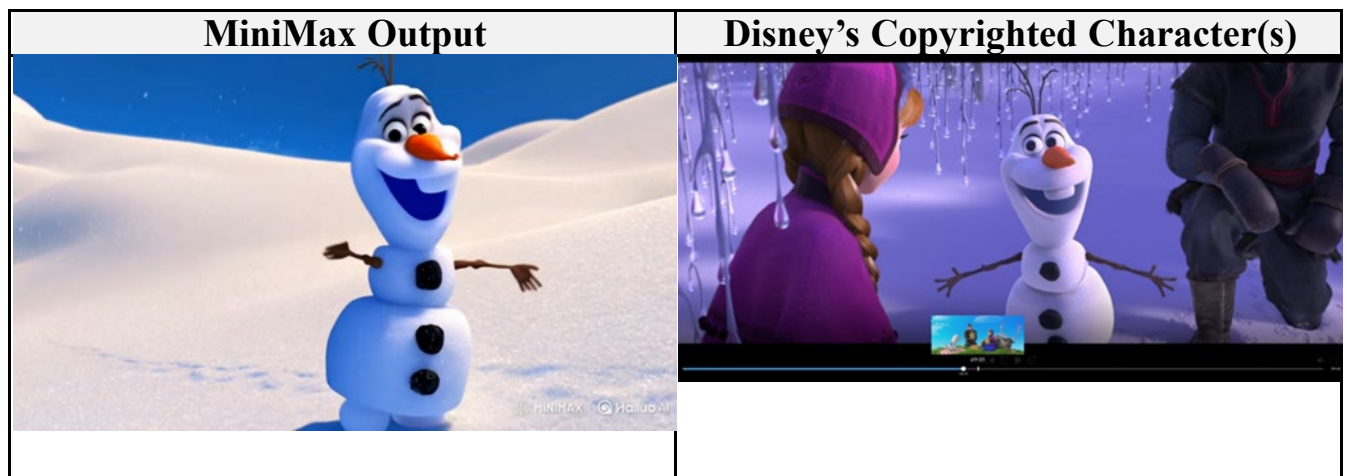 MiniMax Output
Disney’s Copyrighted Character(s)
MINIMAX
Hailuo AI